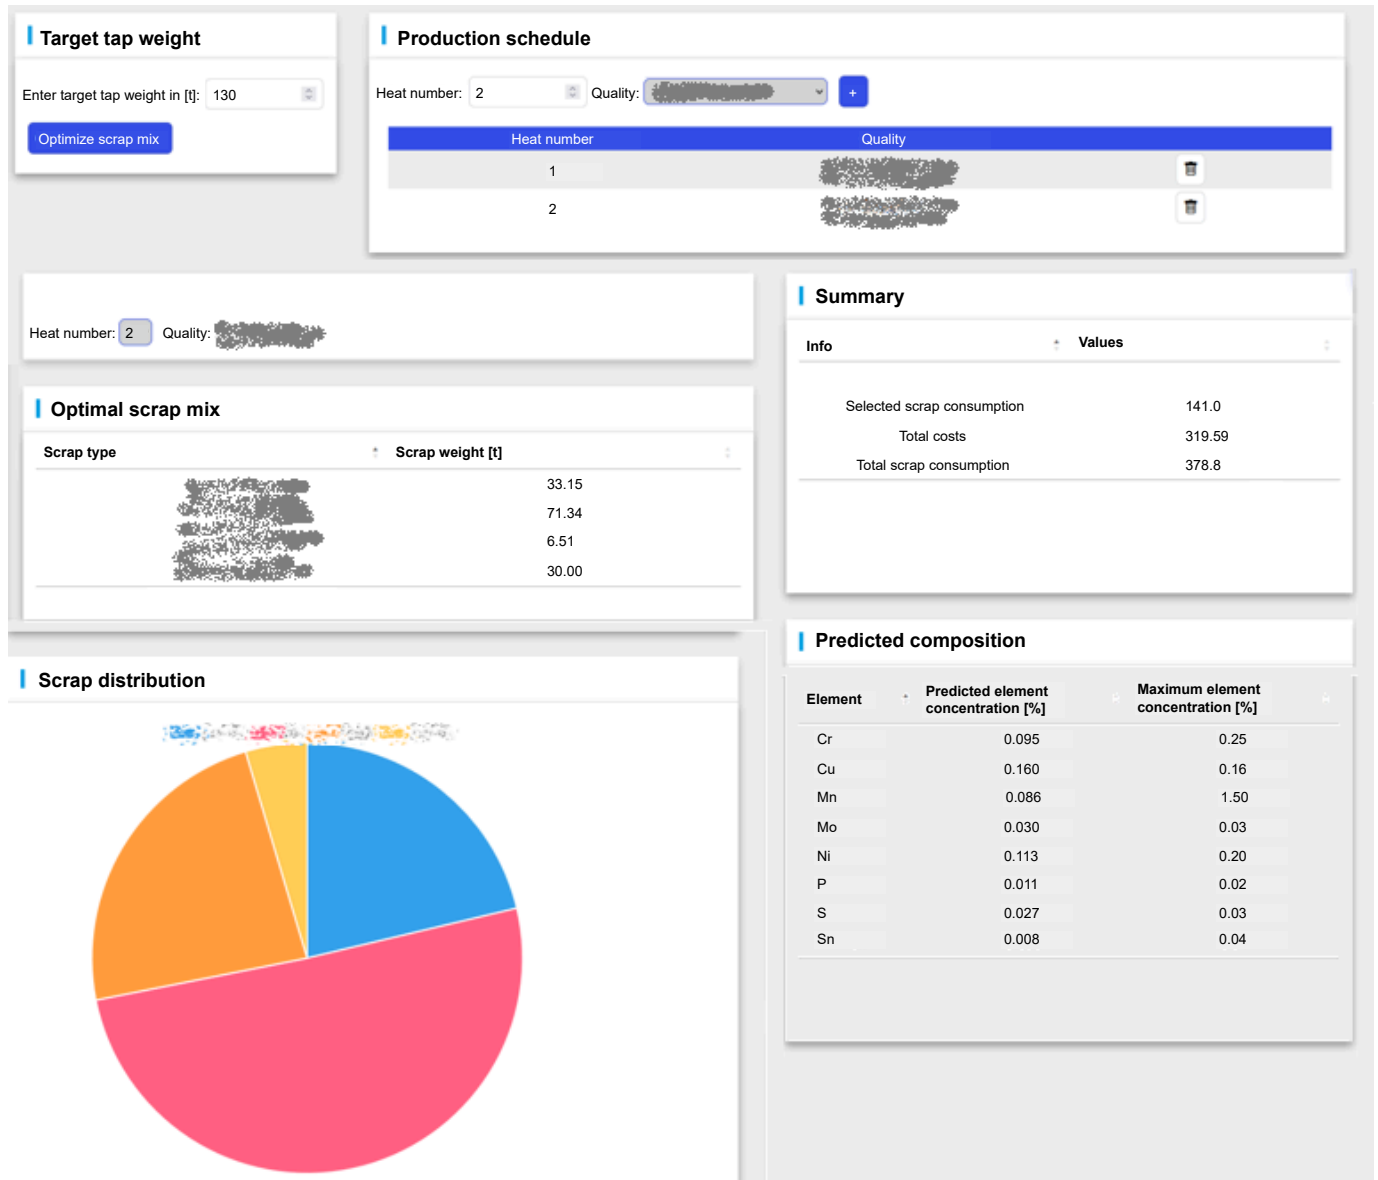 Target tap weight
Enter target tap weight in [t]: 130
Optimize scrap mix
Production schedule
Heat number: 2 Quality: +
Heat number Quality
1
2
Heat number: 2 Quality:
Optimal scrap mix
Scrap type Scrap weight [t]
33.15
71.34
6.51
30.00
Summary
Info Values
Selected scrap consumption 141.0
Total costs 319.59
Total scrap consumption 378.8
Scrap distribution
Predicted composition
Element Predicted element concentration [%] Maximum element concentration [%]
Cr 0.095 0.25
Cu 0.160 0.16
Mn 0.086 1.50
Mo 0.030 0.03
Ni 0.113 0.20
P 0.011 0.02
S 0.027 0.03
Sn 0.008 0.04